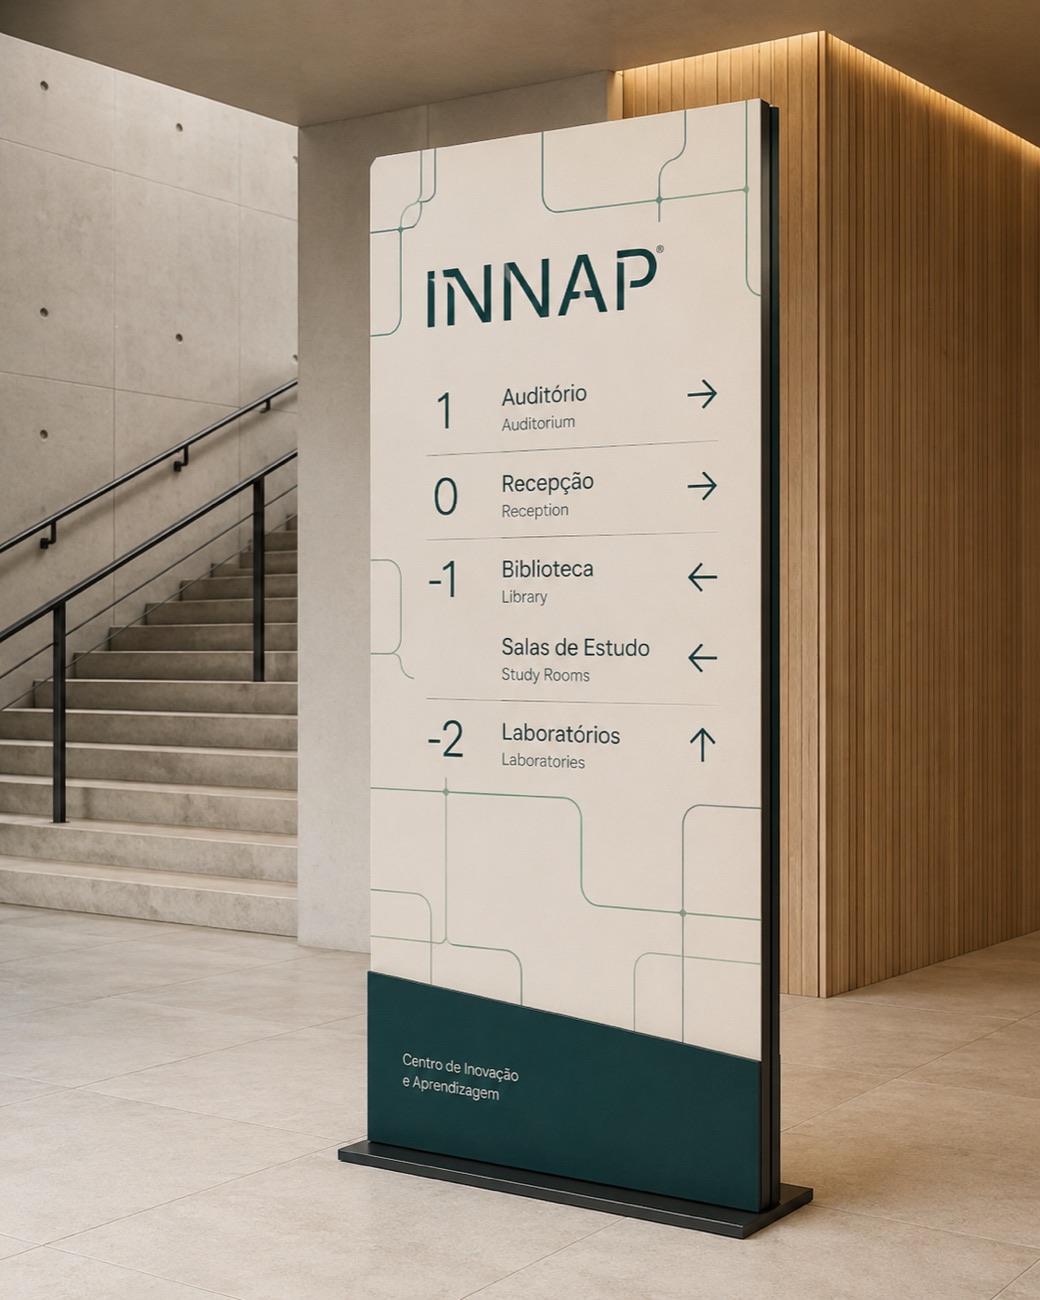 INNAP®
1 Auditório →
Auditorium
0 Recepção →
Reception
-1 Biblioteca ←
Library
Salas de Estudo ←
Study Rooms
-2 Laboratórios ↑
Laboratories
Centro de Inovação
e Aprendizagem